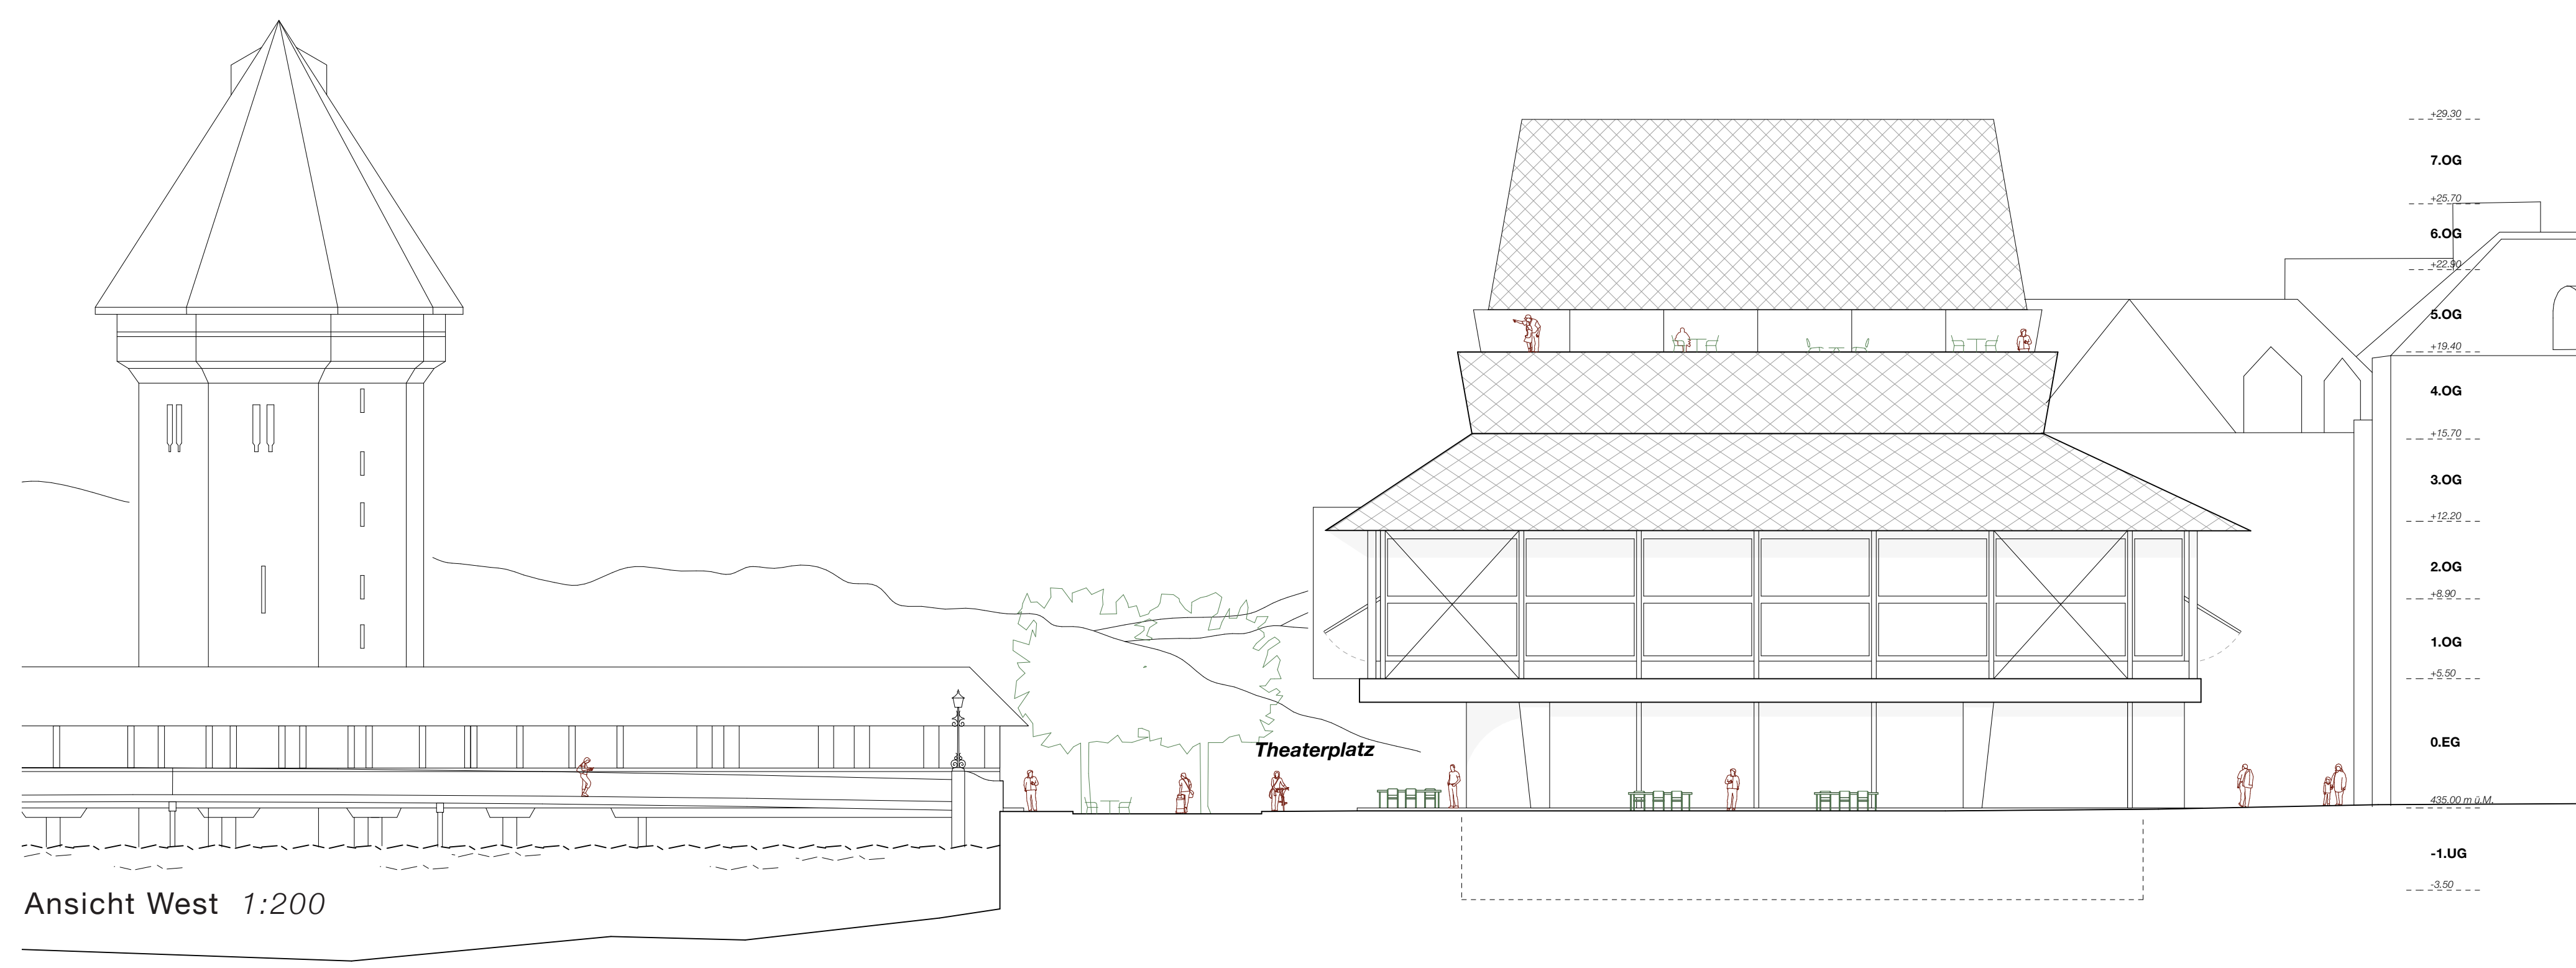 +29.30
7.OG
+25.70
6.OG
+22.90
5.OG
+19.40
4.OG
+15.70
3.OG
+12.20
2.OG
+8.90
1.OG
+5.50
Theaterplatz
0.EG
435.00 m ü.M.
-1.UG
-3.50
Ansicht West 1:200